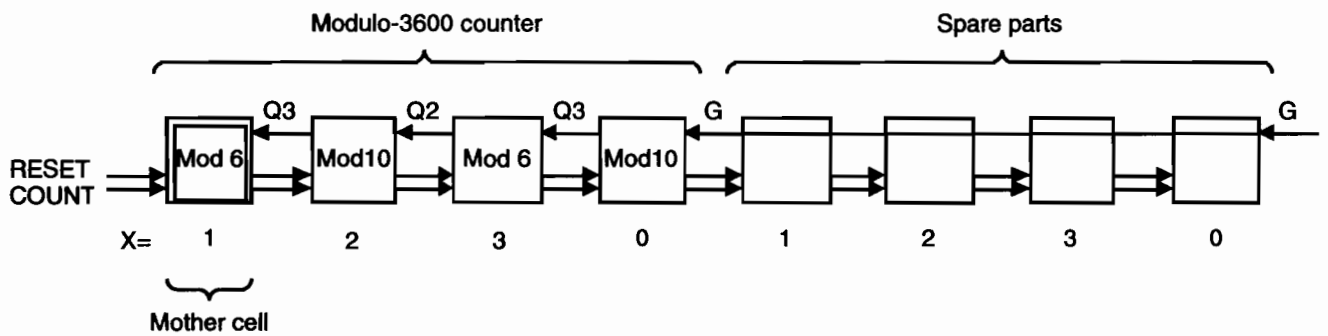 Modulo-3600 counter Spare parts
Q3 Q2 Q3 G G
Mod 6 Mod10 Mod 6 Mod10
RESET
COUNT
X= 1 2 3 0 1 2 3 0
Mother cell